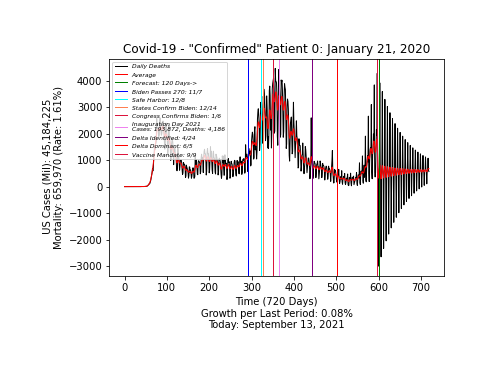 Covid-19 - "Confirmed" Patient 0: January 21, 2020
US Cases (Mil): 45,184,225
Mortality: 659,970 (Rate: 1.61%)
4000
3000
2000
1000
0
−1000
−2000
−3000
Daily Deaths
Average
Forecast: 120 Days->
Biden Passes 270: 11/7
Safe Harbor: 12/8
States Confirm Biden: 12/14
Congress Confirms Biden: 1/6
Inauguration Day 2021
Cases: 193,872, Deaths: 4,186
Delta Identified: 4/24
Delta Dominant: 6/5
Vaccine Mandate: 9/9
0 100 200 300 400 500 600 700
Time (720 Days)
Growth per Last Period: 0.08%
Today: September 13, 2021